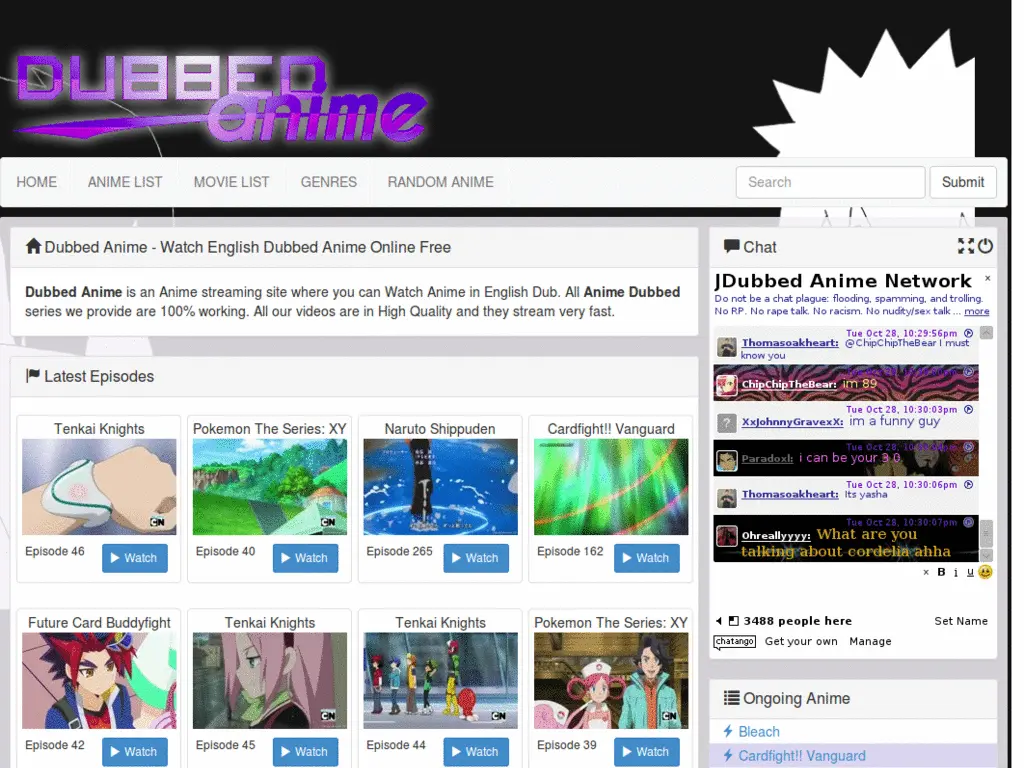 DUBBED
anime
HOME ANIME LIST MOVIE LIST GENRES RANDOM ANIME Search Submit
Dubbed Anime - Watch English Dubbed Anime Online Free
Dubbed Anime is an Anime streaming site where you can Watch Anime in English Dub. All Anime Dubbed
series we provide are 100% working. All our videos are in High Quality and they stream very fast.
Latest Episodes
Tenkai Knights Pokemon The Series: XY Naruto Shippuden Cardfight!! Vanguard
CN CN
Episode 46 Watch Episode 40 Watch Episode 265 Watch Episode 162 Watch
Future Card Buddyfight Tenkai Knights Tenkai Knights Pokemon The Series: XY
CN CN CN
Episode 42 Watch Episode 45 Watch Episode 44 Watch Episode 39 Watch
Chat
JDubbed Anime Network ×
Do not be a chat plague: flooding, spamming, and trolling.
No RP. No rape talk. No racism. No nudity/sex talk ... more
Tue Oct 28, 10:29:56pm
Thomasoakheart: @ChipChipTheBear I must
know you
ChipChipTheBear: im 89
Tue Oct 28, 10:30:03pm
XxJohnnyGravexX: im a funny guy
Paradoxl: i can be your 3.0
Tue Oct 28, 10:30:06pm
Thomasoakheart: Its yasha
Tue Oct 28, 10:30:07pm
Ohreallyyyy: What are you
talking about cordelia ahha
× B i u
3488 people here Set Name
chatango Get your own Manage
Ongoing Anime
Bleach
Cardfight!! Vanguard